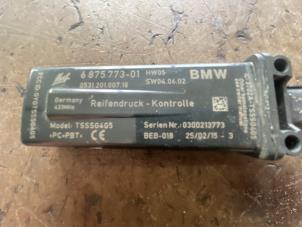 6 875 773-01 HW05 BMW
0531.201.007.18 SW04.06.02
Germany
433MHz
Reifendruck - Kontrolle
Model: TSSSG4G5 Serien Nr.: 0300213773
>PC+PBT< CE BEB-01B 25/02/15 - 3